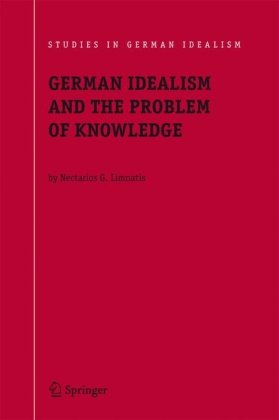 STUDIES IN GERMAN IDEALISM
GERMAN IDEALISM
AND THE PROBLEM
OF KNOWLEDGE
by Nectarios G. Limnatis
Springer